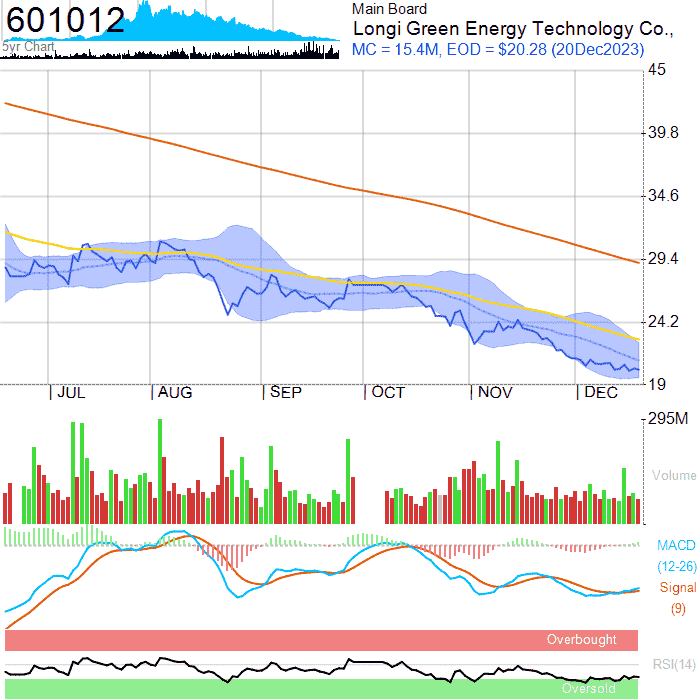 601012
5yr Chart
Main Board
Longi Green Energy Technology Co.,
MC = 15.4M, EOD = $20.28 (20Dec2023)
45
39.8
34.6
29.4
24.2
19
JUL AUG SEP OCT NOV DEC
295M
Volume
MACD
(12-26)
Signal
(9)
Overbought
RSI(14)
Oversold